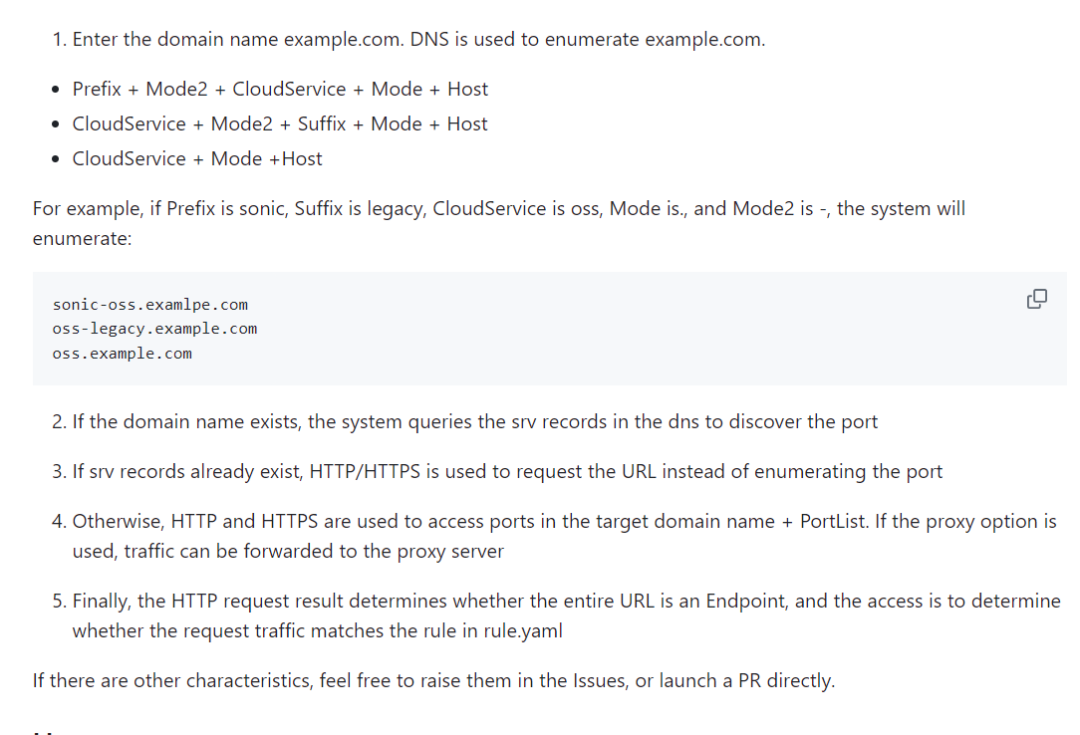 1. Enter the domain name example.com. DNS is used to enumerate example.com.
• Prefix + Mode2 + CloudService + Mode + Host
• CloudService + Mode2 + Suffix + Mode + Host
• CloudService + Mode +Host
For example, if Prefix is sonic, Suffix is legacy, CloudService is oss, Mode is., and Mode2 is -, the system will
enumerate:
sonic-oss.examlpe.com
oss-legacy.example.com
oss.example.com
2. If the domain name exists, the system queries the srv records in the dns to discover the port
3. If srv records already exist, HTTP/HTTPS is used to request the URL instead of enumerating the port
4. Otherwise, HTTP and HTTPS are used to access ports in the target domain name + PortList. If the proxy option is
used, traffic can be forwarded to the proxy server
5. Finally, the HTTP request result determines whether the entire URL is an Endpoint, and the access is to determine
whether the request traffic matches the rule in rule.yaml
If there are other characteristics, feel free to raise them in the Issues, or launch a PR directly.